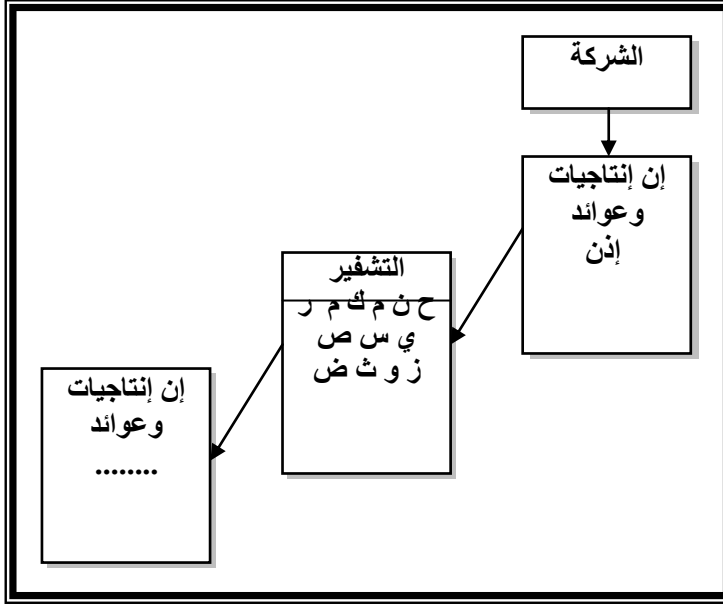 الشركة
إن إنتاجيات
وعوائد
إذن
التشفير
ح ن م ك م ر
ي س ص
ز و ث ض
إن إنتاجيات
وعوائد
........